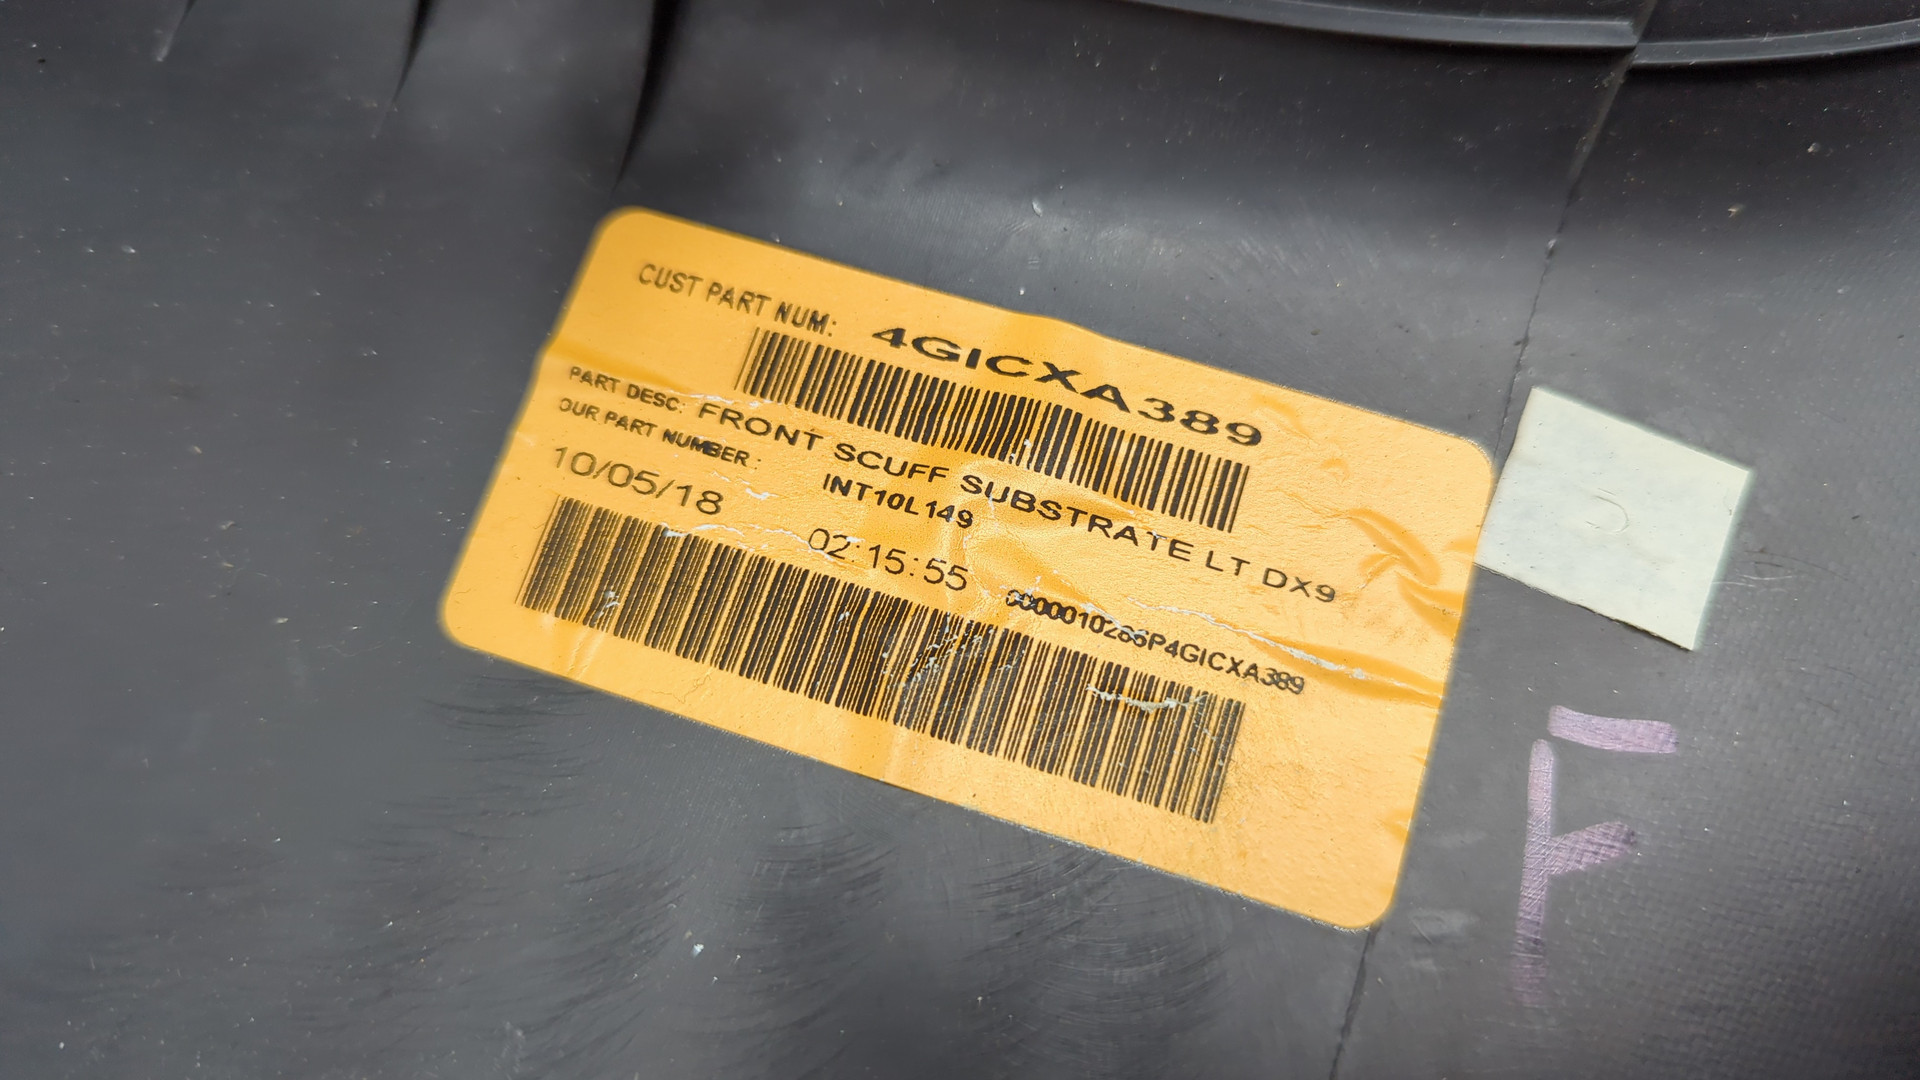 CUST PART NUM: 4GICXA389
PART DESC: FRONT SCUFF SUBSTRATE LT DX9
OUR PART NUMBER: INT10L149
10/05/18 02:15:55 0000010286P4GICXA389
F